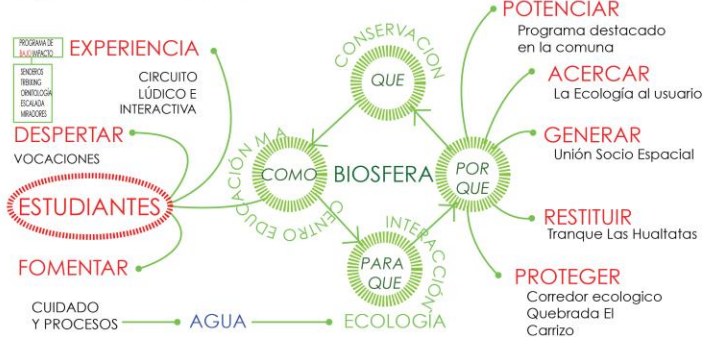 POTENCIAR
Programa destacado
en la comuna
PROGRAMA DE
BAJO IMPACTO
EXPERIENCIA
SENDEROS
TREKKING
ORNITOLOGÍA
ESCALADA
MIRADORES
CIRCUITO
LÚDICO E
INTERACTIVA
CONSERVACION
QUE
ACERCAR
La Ecología al usuario
DESPERTAR
VOCACIONES
GENERAR
Unión Socio Espacial
CENTRO EDUCACIÓN M A
COMO
BIOSFERA
POR
QUE
ESTUDIANTES
RESTITUIR
Tranque Las Hualtatas
INTERACCIÓN
PARA
QUE
FOMENTAR
PROTEGER
Corredor ecologico
Quebrada El
Carrizo
CUIDADO
Y PROCESOS
AGUA
ECOLOGÍA